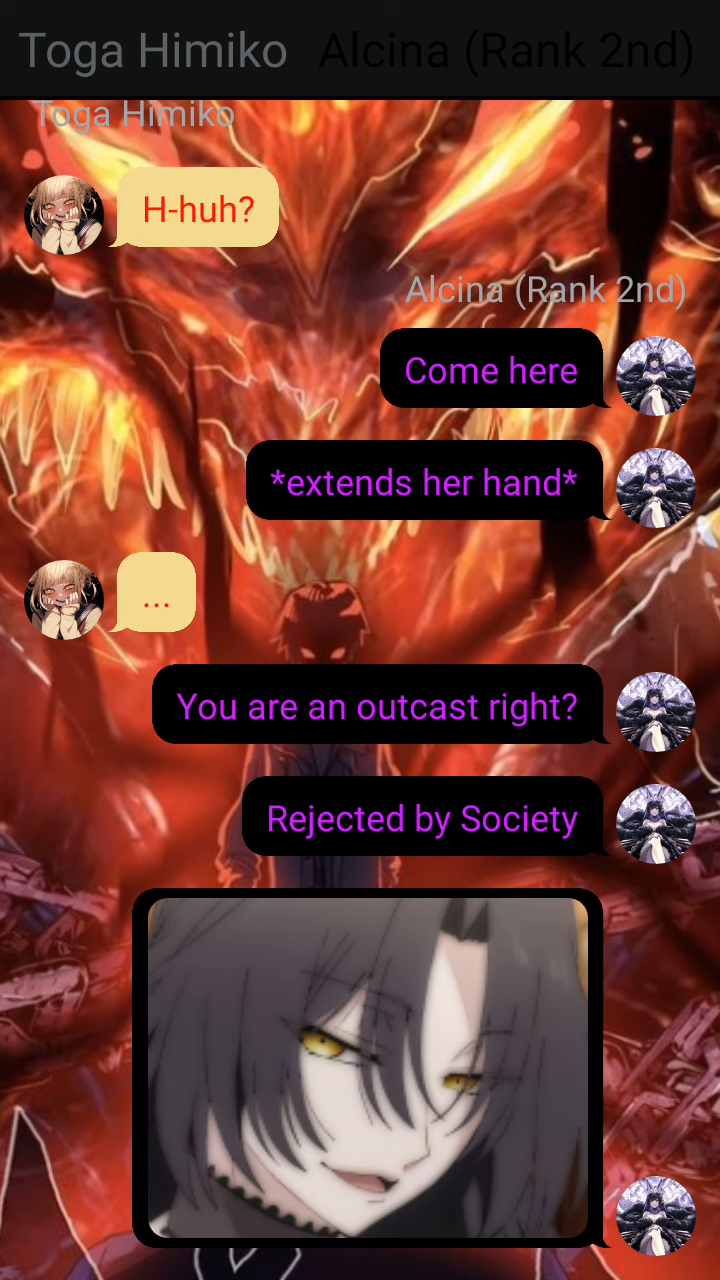 Toga Himiko Alcina (Rank 2nd)
Toga Himiko
H-huh?
Alcina (Rank 2nd)
Come here
*extends her hand*
...
You are an outcast right?
Rejected by Society